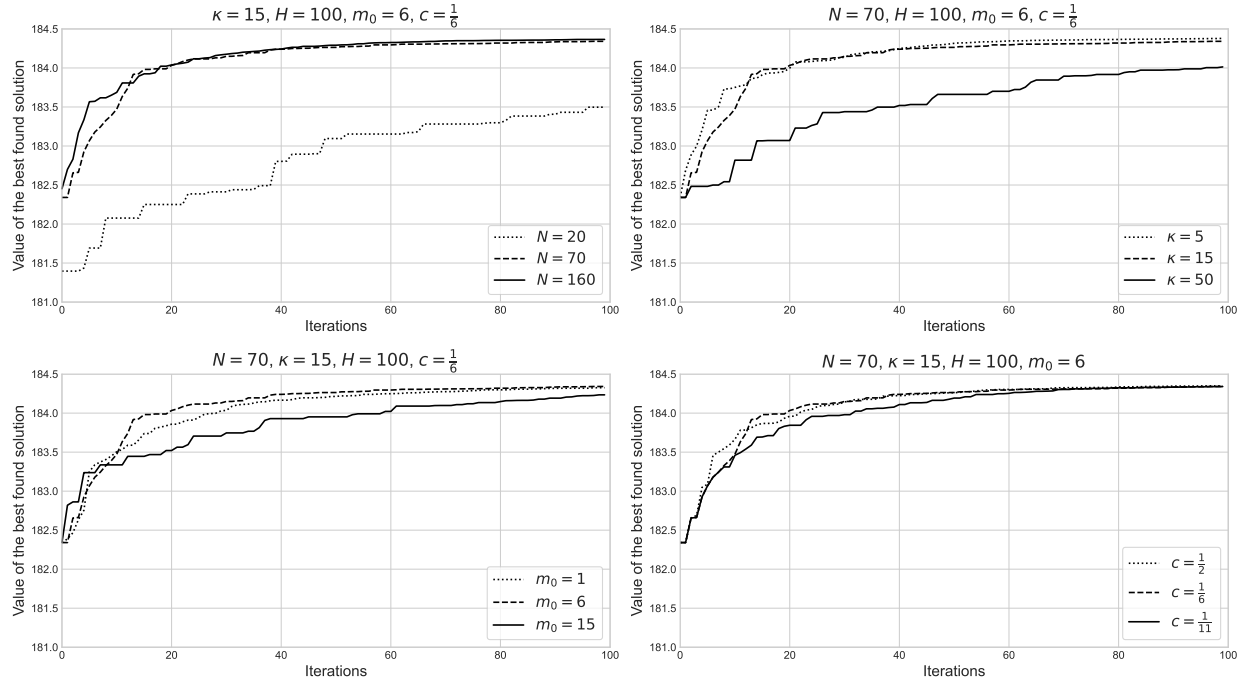 κ = 15, H = 100, m₀ = 6, c = 1/6
Value of the best found solution
184.5
184.0
183.5
183.0
182.5
182.0
181.5
181.0
0 20 40 60 80 100
Iterations
N = 20
N = 70
N = 160
N = 70, H = 100, m₀ = 6, c = 1/6
Value of the best found solution
184.5
184.0
183.5
183.0
182.5
182.0
181.5
181.0
0 20 40 60 80 100
Iterations
κ = 5
κ = 15
κ = 50
N = 70, κ = 15, H = 100, c = 1/6
Value of the best found solution
184.5
184.0
183.5
183.0
182.5
182.0
181.5
181.0
0 20 40 60 80 100
Iterations
m₀ = 1
m₀ = 6
m₀ = 15
N = 70, κ = 15, H = 100, m₀ = 6
Value of the best found solution
184.5
184.0
183.5
183.0
182.5
182.0
181.5
181.0
0 20 40 60 80 100
Iterations
c = 1/2
c = 1/6
c = 1/11